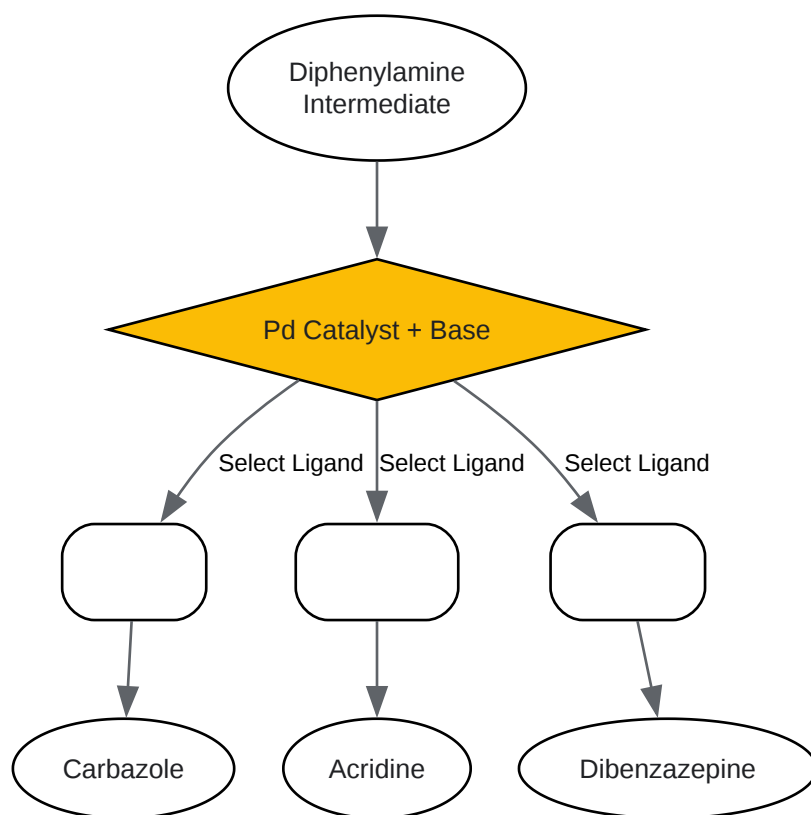 Diphenylamine
Intermediate
Pd Catalyst + Base
Select Ligand
Select Ligand
Select Ligand
Carbazole
Acridine
Dibenzazepine